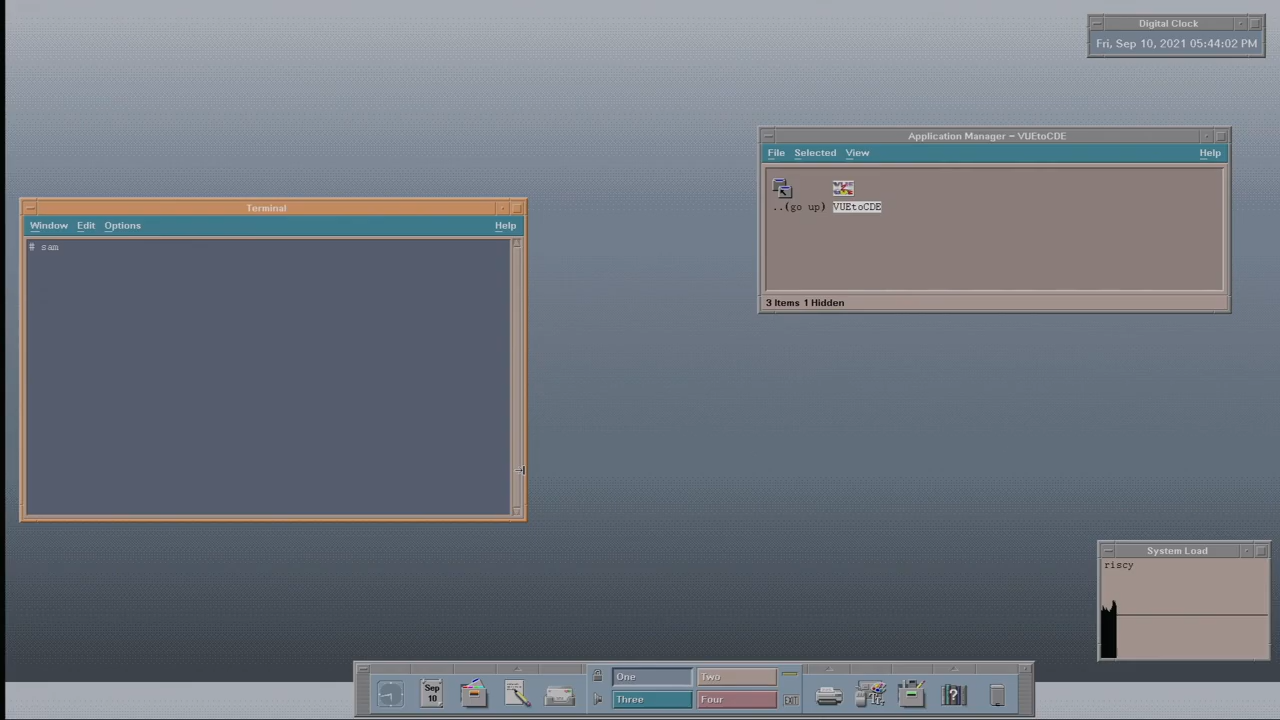 Digital Clock
Fri, Sep 10, 2021 05:44:02 PM
Application Manager - VUEtoCDE
File Selected View Help
..(go up) VUEtoCDE
3 Items 1 Hidden
Terminal
Window Edit Options Help
# sam
System Load
riscy
One Two
Three Four
Sep
10
EXIT